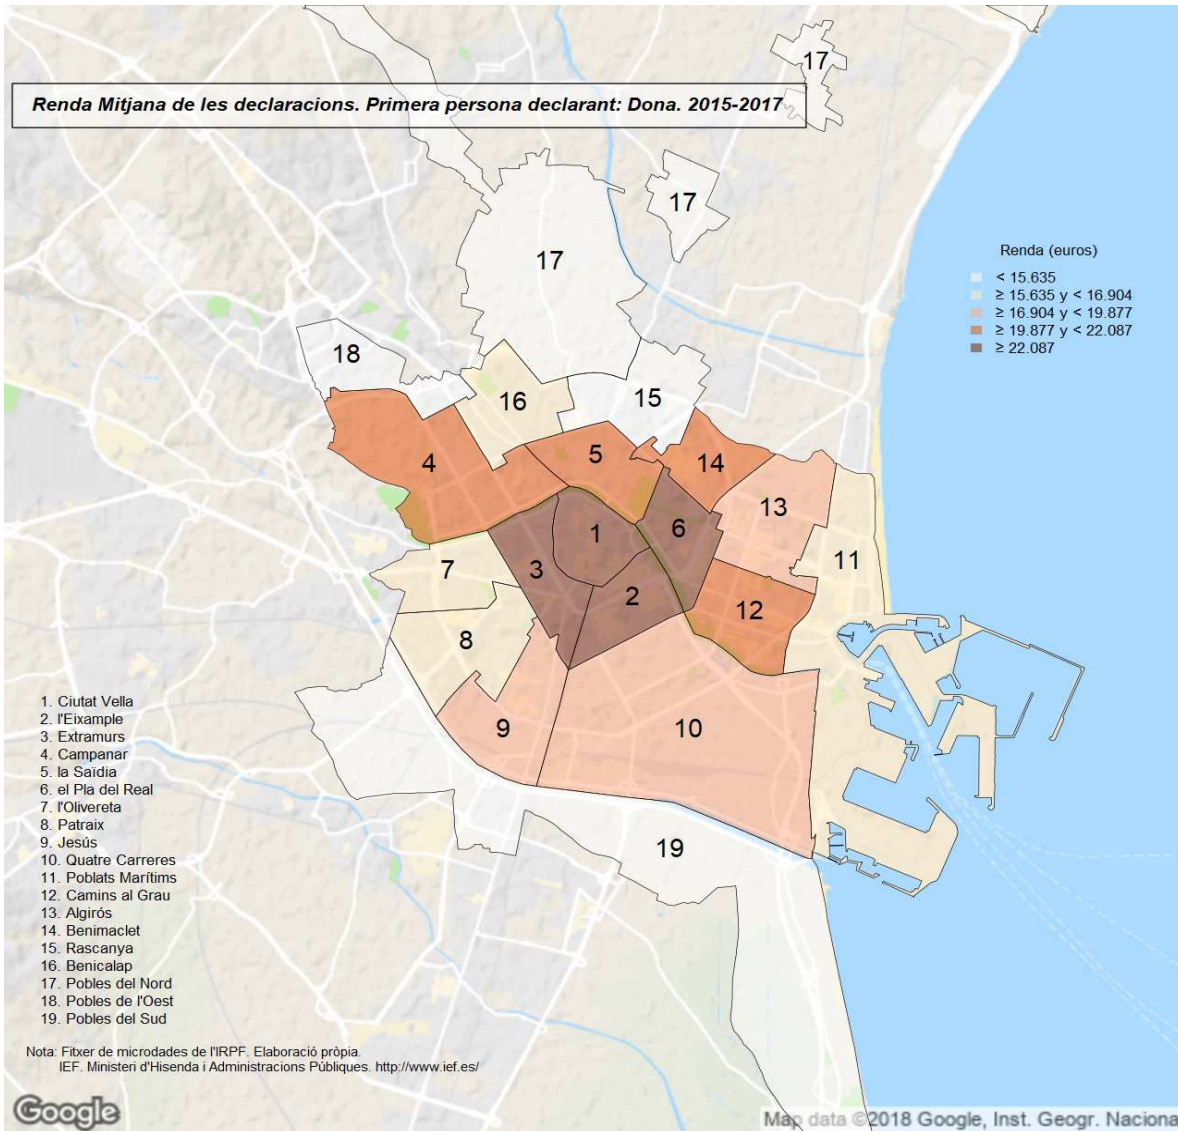 17
Renda Mitjana de les declaracions. Primera persona declarant: Dona. 2015-2017
17
17
Renda (euros)
< 15.635
≥ 15.635 y < 16.904
≥ 16.904 y < 19.877
≥ 19.877 y < 22.087
≥ 22.087
18
16
15
4
5
14
13
6
1
11
3
7
2
12
8
9
10
19
1. Ciutat Vella
2. l'Eixample
3. Extramurs
4. Campanar
5. la Saïdia
6. el Pla del Real
7. l'Olivereta
8. Patraix
9. Jesús
10. Quatre Carreres
11. Poblats Marítims
12. Camins al Grau
13. Algirós
14. Benimaclet
15. Rascanya
16. Benicalap
17. Pobles del Nord
18. Pobles de l'Oest
19. Pobles del Sud
Nota: Fitxer de microdades de l'IRPF. Elaboració pròpia.
IEF. Ministeri d'Hisenda i Administracions Públiques. http://www.ief.es/
Google
Map data ©2018 Google, Inst. Geogr. Naciona